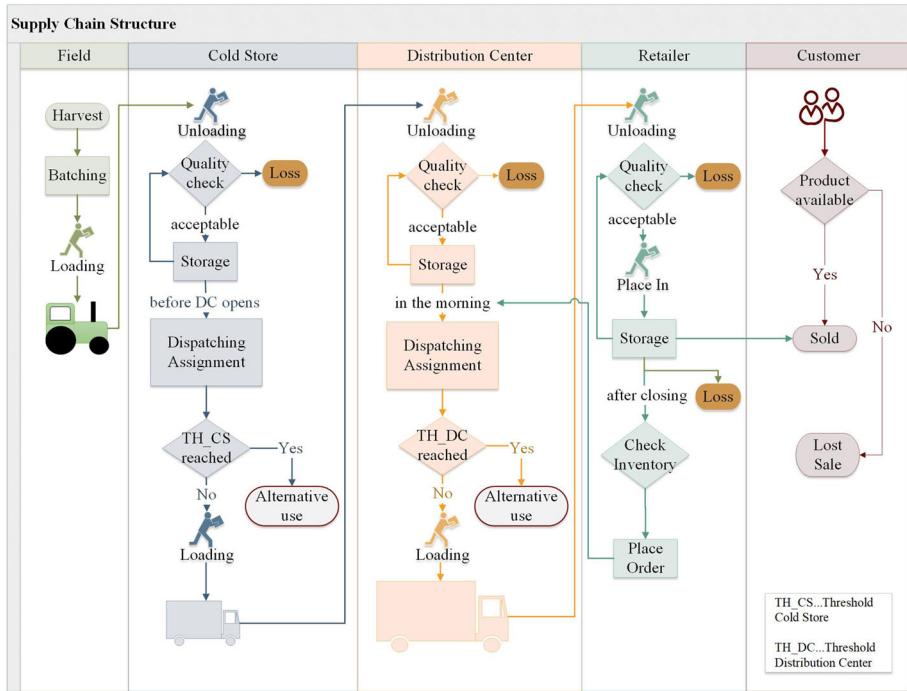 Supply Chain Structure
Field
Cold Store
Distribution Center
Retailer
Customer
Harvest
Batching
Loading
Unloading
Quality
check
Loss
acceptable
Storage
before DC opens
Dispatching
Assignment
TH_CS
reached
Yes
No
Alternative
use
Loading
Unloading
Quality
check
Loss
acceptable
Storage
in the morning
Dispatching
Assignment
TH_DC
reached
Yes
No
Alternative
use
Loading
Unloading
Quality
check
Loss
acceptable
Place In
Storage
Loss
after closing
Check
Inventory
Place
Order
Product
available
Yes
No
Sold
Lost
Sale
TH_CS...Threshold
Cold Store
TH_DC...Threshold
Distribution Center